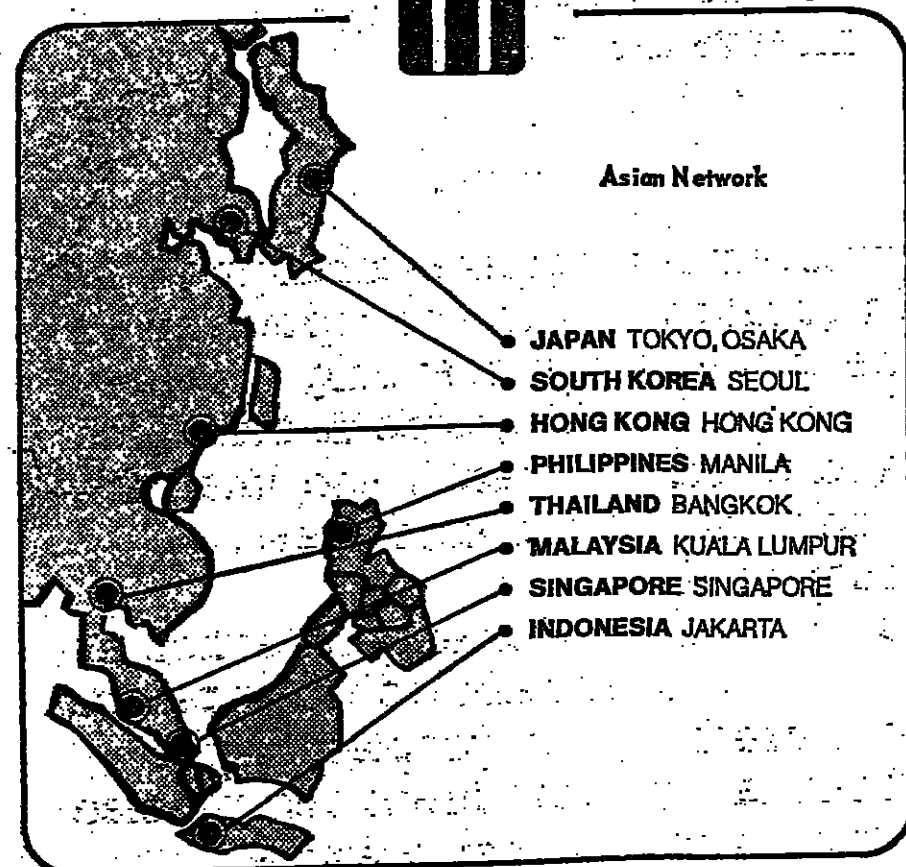 Asian Network
JAPAN TOKYO, OSAKA
SOUTH KOREA SEOUL
HONG KONG HONG KONG
PHILIPPINES MANILA
THAILAND BANGKOK
MALAYSIA KUALA LUMPUR
SINGAPORE SINGAPORE
INDONESIA JAKARTA